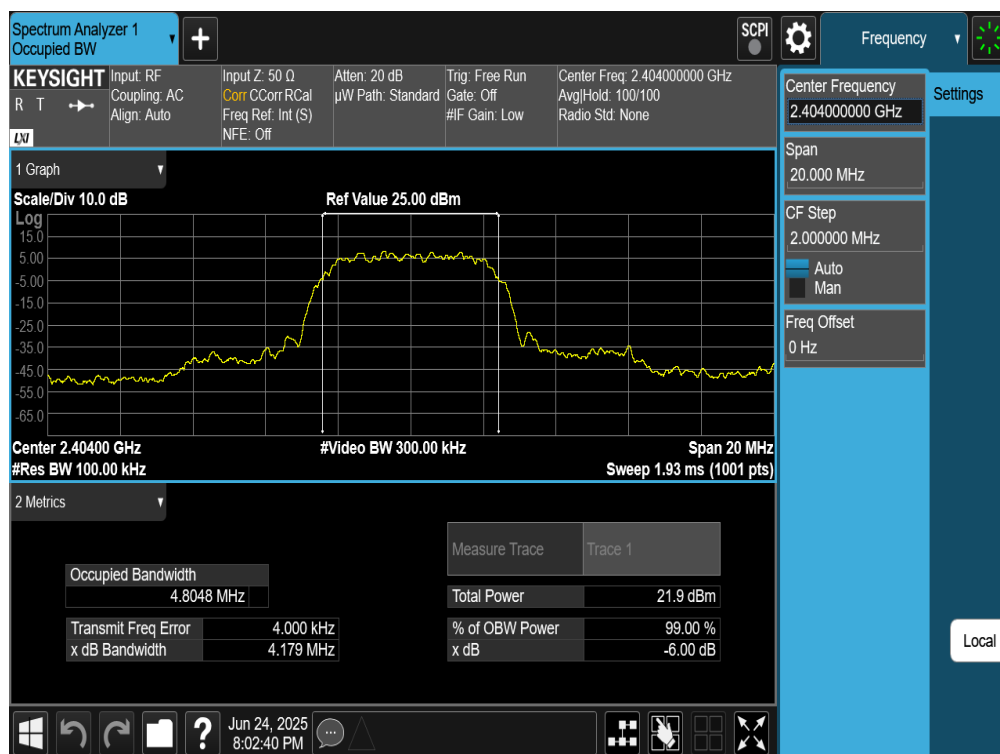 Spectrum Analyzer 1
Occupied BW
+
SCPI
Frequency
KEYSIGHT
R T
LXI
Input: RF
Coupling: AC
Align: Auto
Input Z: 50 Ω
Corr CCorr RCal
Freq Ref: Int (S)
NFE: Off
Atten: 20 dB
µW Path: Standard
Trig: Free Run
Gate: Off
#IF Gain: Low
Center Freq: 2.404000000 GHz
Avg|Hold: 100/100
Radio Std: None
Center Frequency
2.404000000 GHz
Settings
Span
20.000 MHz
CF Step
2.000000 MHz
Auto
Man
Freq Offset
0 Hz
Local
1 Graph
Scale/Div 10.0 dB
Ref Value 25.00 dBm
Log
15.0
5.00
-5.00
-15.0
-25.0
-35.0
-45.0
-55.0
-65.0
Center 2.40400 GHz
#Video BW 300.00 kHz
Span 20 MHz
#Res BW 100.00 kHz
Sweep 1.93 ms (1001 pts)
2 Metrics
Measure Trace
Trace 1
Occupied Bandwidth
4.8048 MHz
Total Power
21.9 dBm
Transmit Freq Error
4.000 kHz
% of OBW Power
99.00 %
x dB Bandwidth
4.179 MHz
x dB
-6.00 dB
?
Jun 24, 2025
8:02:40 PM